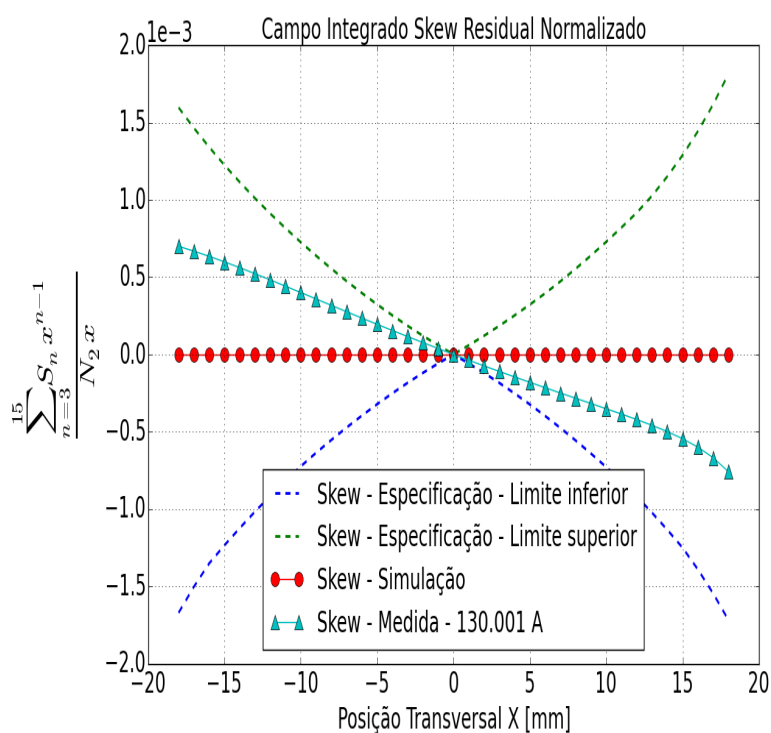 1e−3
Campo Integrado Skew Residual Normalizado
2.0
1.5
1.0
0.5
0.0
−0.5
−1.0
−1.5
−2.0
∑_{n=3}^{15} S_n x^{n−1}
N_2 x
Skew - Especificação - Limite inferior
Skew - Especificação - Limite superior
Skew - Simulação
Skew - Medida - 130.001 A
−20 −15 −10 −5 0 5 10 15 20
Posição Transversal X [mm]